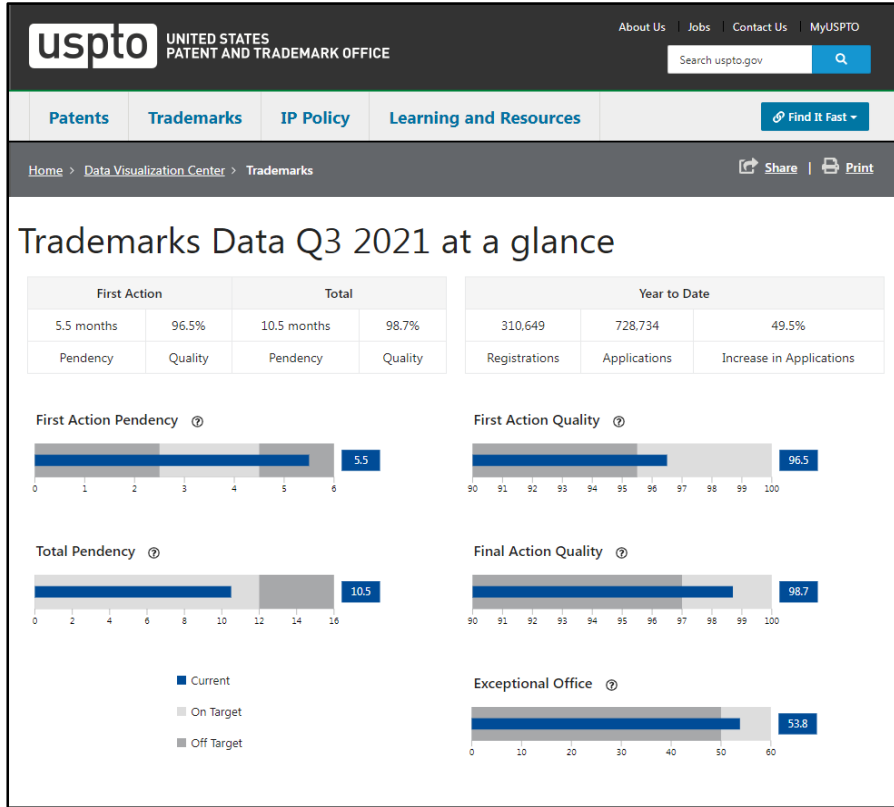 About Us Jobs Contact Us MyUSPTO
uspto UNITED STATES
PATENT AND TRADEMARK OFFICE
Search uspto.gov
Patents Trademarks IP Policy Learning and Resources Find It Fast
Home > Data Visualization Center > Trademarks Share | Print
Trademarks Data Q3 2021 at a glance
First Action Total
5.5 months 96.5% 10.5 months 98.7%
Pendency Quality Pendency Quality
Year to Date
310,649 728,734 49.5%
Registrations Applications Increase in Applications
First Action Pendency ?
5.5
0 1 2 3 4 5 6
First Action Quality ?
96.5
90 91 92 93 94 95 96 97 98 99 100
Total Pendency ?
10.5
0 2 4 6 8 10 12 14 16
Final Action Quality ?
98.7
90 91 92 93 94 95 96 97 98 99 100
Current
On Target
Off Target
Exceptional Office ?
53.8
0 10 20 30 40 50 60